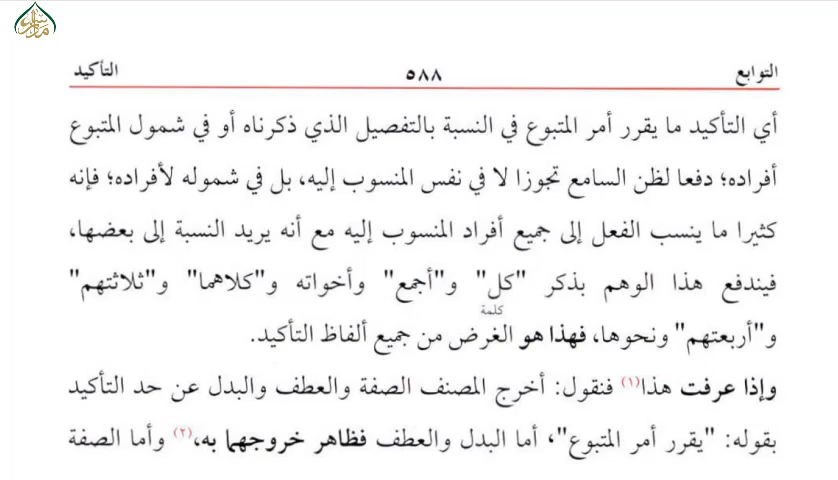 التوابع ٥٨٨ التأكيد
أي التأكيد ما يقرر أمر المتبوع في النسبة بالتفصيل الذي ذكرناه أو في شمول المتبوع
أفراده؛ دفعا لظن السامع تجوزا لا في نفس المنسوب إليه، بل في شموله لأفراده؛ فإنه
كثيرا ما ينسب الفعل إلى جميع أفراد المنسوب إليه مع أنه يريد النسبة إلى بعضها،
فيندفع هذا الوهم بذكر "كل" و"أجمع" وأخواته و"كلاهما" و"ثلاثتهم"
كلمة
و"أربعتهم" ونحوها، فهذا هو الغرض من جميع ألفاظ التأكيد.
وإذا عرفت هذا(١) فنقول: أخرج المصنف الصفة والعطف والبدل عن حد التأكيد
بقوله: "يقرر أمر المتبوع"، أما البدل والعطف فظاهر خروجهما به،(٢) وأما الصفة